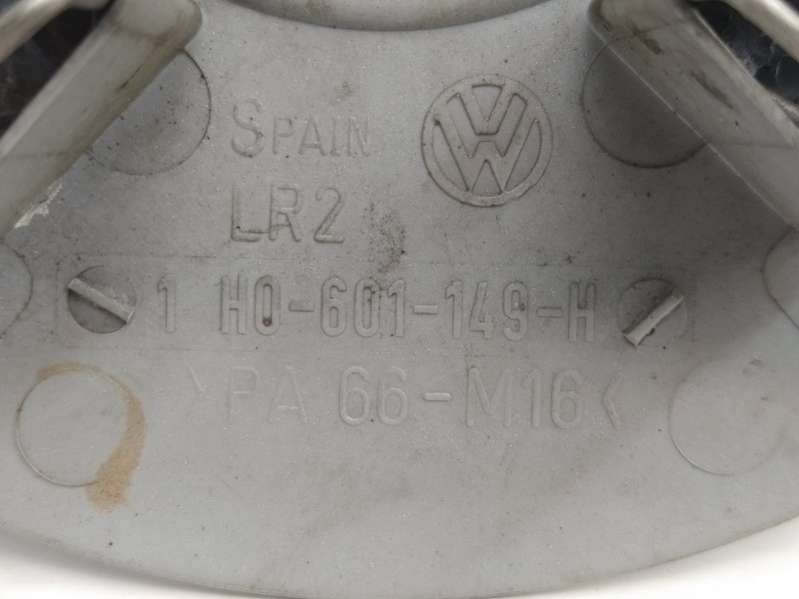 SPAIN
LR2
1 H0-601-149-H
>PA 66-M16<